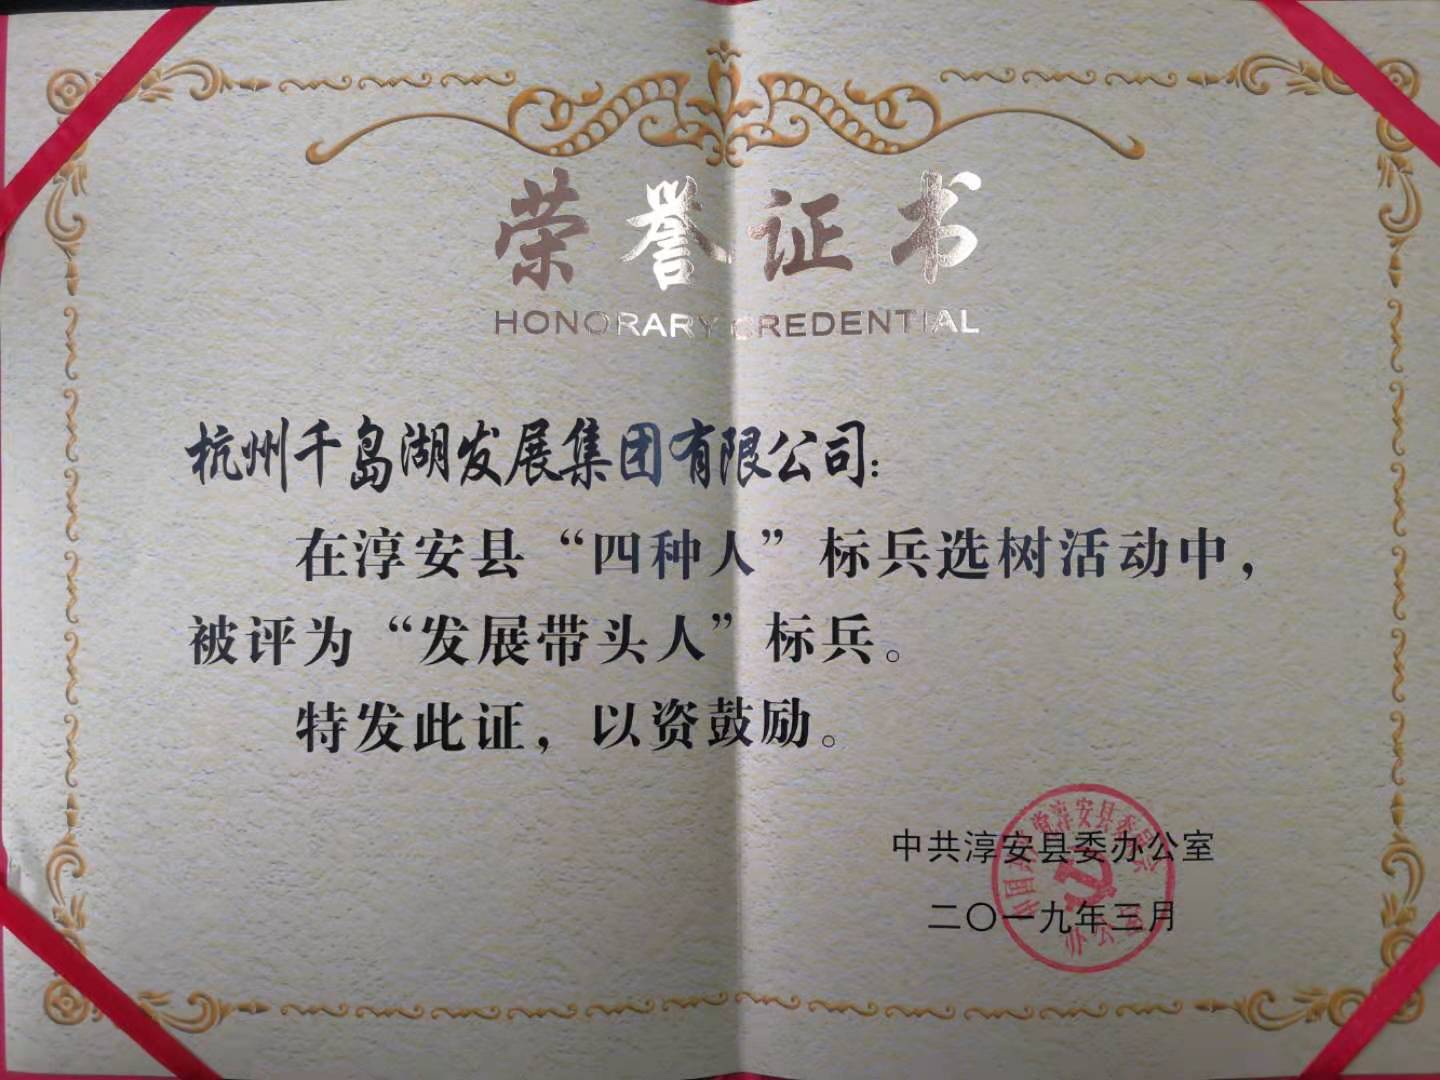 荣誉证书
HONORARY CREDENTIAL
杭州千岛湖发展集团有限公司：
在淳安县“四种人”标兵选树活动中，
被评为“发展带头人”标兵。
特发此证，以资鼓励。
中共淳安县委办公室
二〇一九年三月